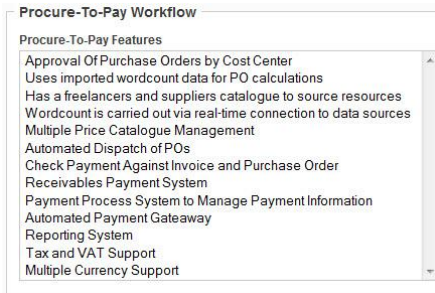 Procure-To-Pay Workflow
Procure-To-Pay Features
Approval Of Purchase Orders by Cost Center
Uses imported wordcount data for PO calculations
Has a freelancers and suppliers catalogue to source resources
Wordcount is carried out via real-time connection to data sources
Multiple Price Catalogue Management
Automated Dispatch of POs
Check Payment Against Invoice and Purchase Order
Receivables Payment System
Payment Process System to Manage Payment Information
Automated Payment Gateaway
Reporting System
Tax and VAT Support
Multiple Currency Support